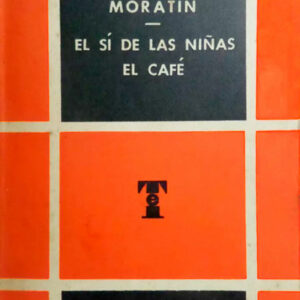 MORATÍN
EL SÍ DE LAS NIÑAS
EL CAFÉ